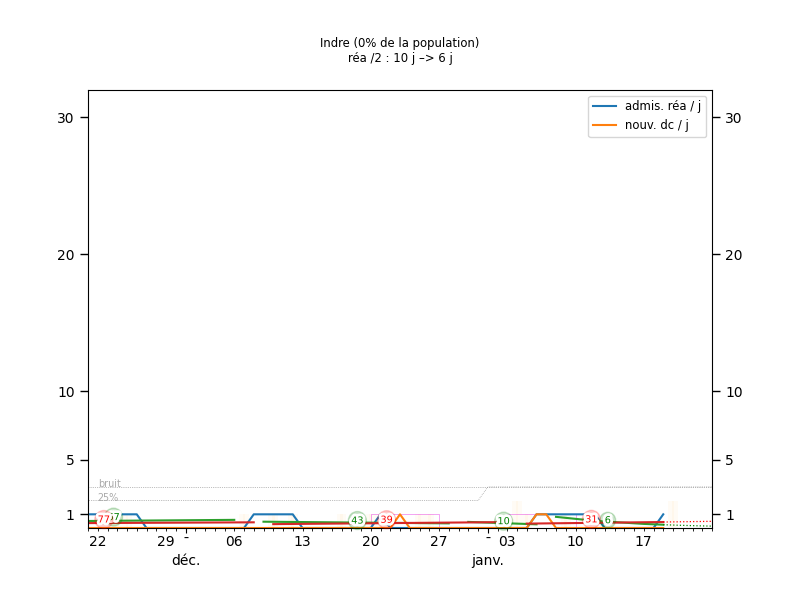 Indre (0% de la population)
réa /2 : 10 j –> 6 j
admis. réa / j
nouv. dc / j
30 30
20 20
10 10
5 5
bruit
25%
1 1
77 43 39 10 31 6
22 29 - 06 13 20 27 - 03 10 17
déc. janv.